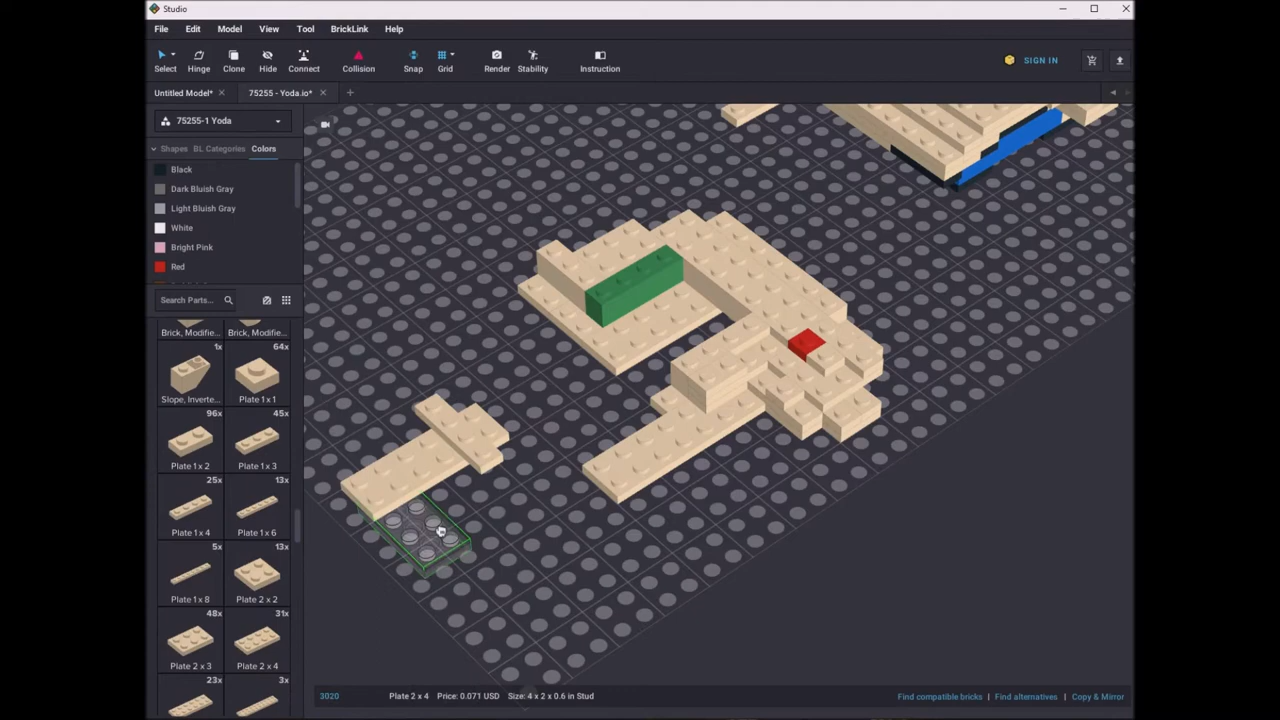 Studio
File Edit Model View Tool BrickLink Help
Select Hinge Clone Hide Connect Collision Snap Grid Render Stability Instruction SIGN IN
Untitled Model* 75255 - Yoda.io*
75255-1 Yoda
Shapes BL Categories Colors
Black
Dark Bluish Gray
Light Bluish Gray
White
Bright Pink
Red
Search Parts...
Brick, Modifie... Brick, Modifie...
1x 64x
Slope, Inverte... Plate 1 x 1
96x 45x
Plate 1 x 2 Plate 1 x 3
25x 13x
Plate 1 x 4 Plate 1 x 6
5x 13x
Plate 1 x 8 Plate 2 x 2
48x 31x
Plate 2 x 3 Plate 2 x 4
23x 3x
3020 Plate 2 x 4 Price: 0.071 USD Size: 4 x 2 x 0.6 in Stud Find compatible bricks | Find alternatives | Copy & Mirror